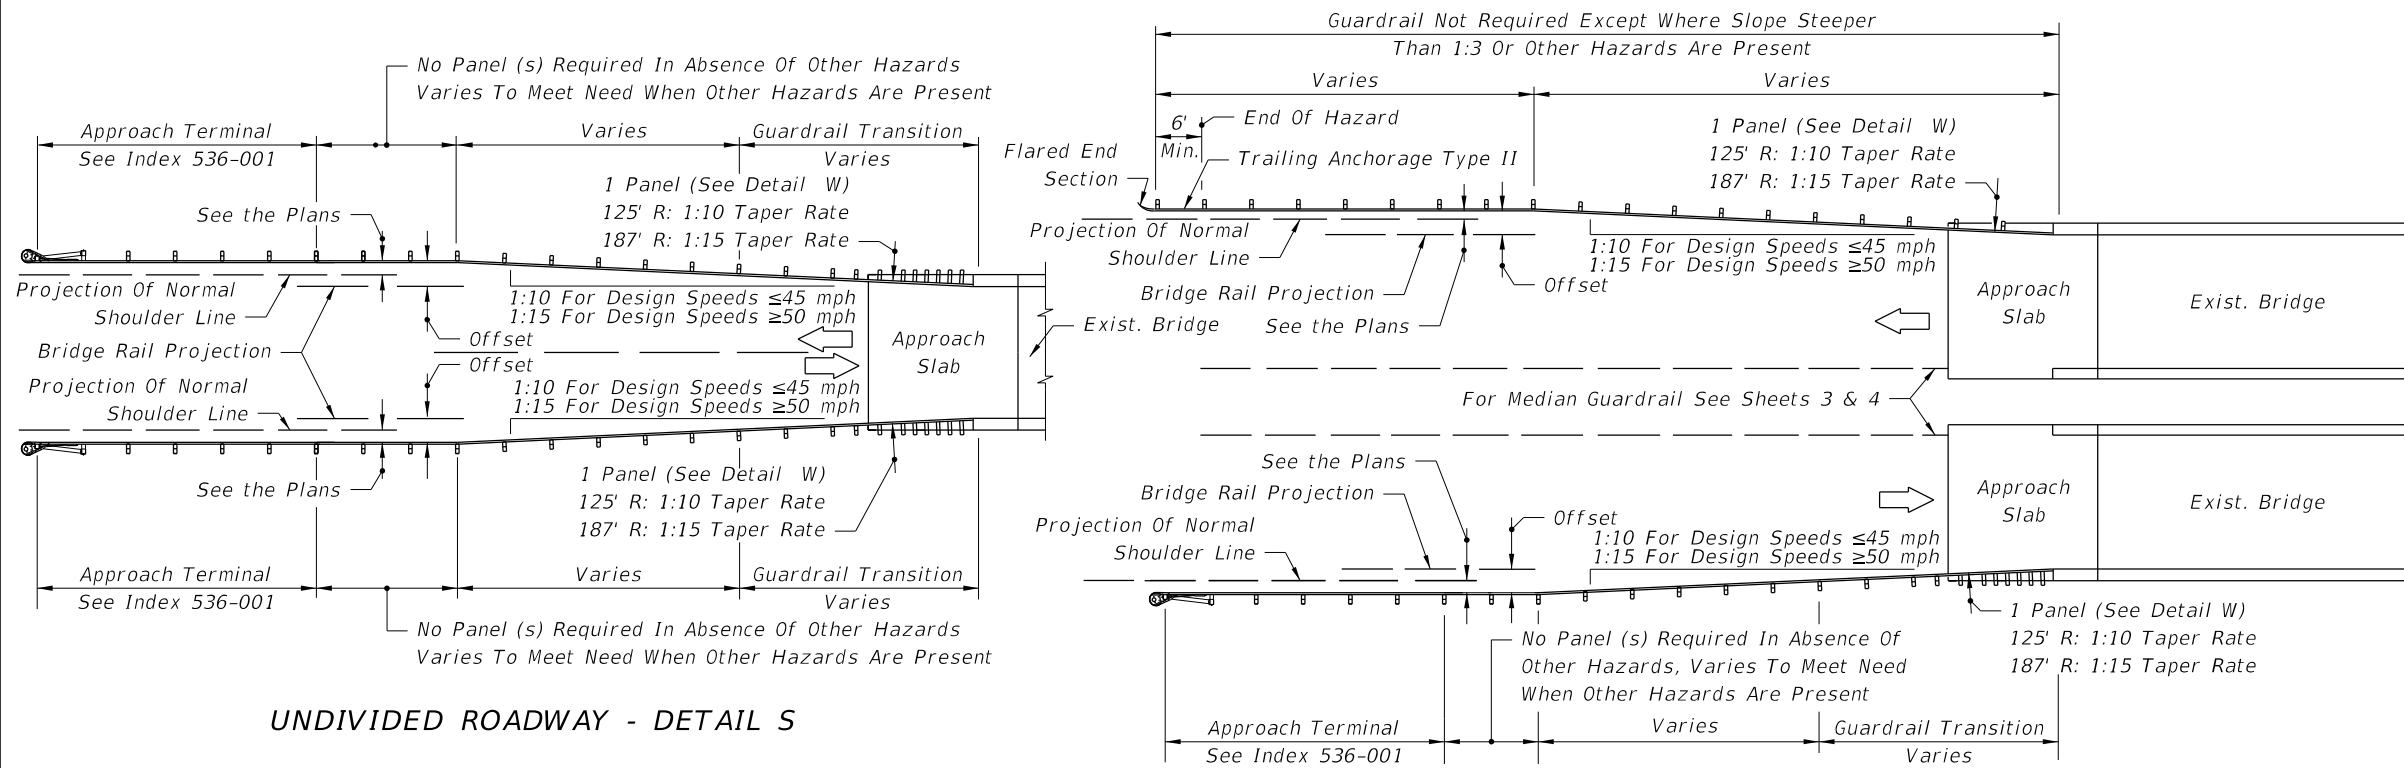 No Panel (s) Required In Absence Of Other Hazards
Varies To Meet Need When Other Hazards Are Present
Approach Terminal
See Index 536-001
Varies
Guardrail Transition
Varies
1 Panel (See Detail W)
125' R: 1:10 Taper Rate
187' R: 1:15 Taper Rate
See the Plans
Projection Of Normal
Shoulder Line
1:10 For Design Speeds ≤45 mph
1:15 For Design Speeds ≥50 mph
Offset
Bridge Rail Projection
Offset
Approach
Slab
Exist. Bridge
Projection Of Normal
Shoulder Line
1:10 For Design Speeds ≤45 mph
1:15 For Design Speeds ≥50 mph
See the Plans
1 Panel (See Detail W)
125' R: 1:10 Taper Rate
187' R: 1:15 Taper Rate
Approach Terminal
See Index 536-001
Varies
Guardrail Transition
Varies
No Panel (s) Required In Absence Of Other Hazards
Varies To Meet Need When Other Hazards Are Present
UNDIVIDED ROADWAY - DETAIL S
Guardrail Not Required Except Where Slope Steeper
Than 1:3 Or Other Hazards Are Present
Varies
Varies
6'
Min.
End Of Hazard
Flared End
Section
Trailing Anchorage Type II
1 Panel (See Detail W)
125' R: 1:10 Taper Rate
187' R: 1:15 Taper Rate
Projection Of Normal
Shoulder Line
1:10 For Design Speeds ≤45 mph
1:15 For Design Speeds ≥50 mph
Bridge Rail Projection
Offset
See the Plans
Approach
Slab
Exist. Bridge
For Median Guardrail See Sheets 3 & 4
See the Plans
Bridge Rail Projection
Projection Of Normal
Shoulder Line
Offset
1:10 For Design Speeds ≤45 mph
1:15 For Design Speeds ≥50 mph
Approach
Slab
Exist. Bridge
1 Panel (See Detail W)
125' R: 1:10 Taper Rate
187' R: 1:15 Taper Rate
No Panel (s) Required In Absence Of
Other Hazards, Varies To Meet Need
When Other Hazards Are Present
Approach Terminal
See Index 536-001
Varies
Guardrail Transition
Varies